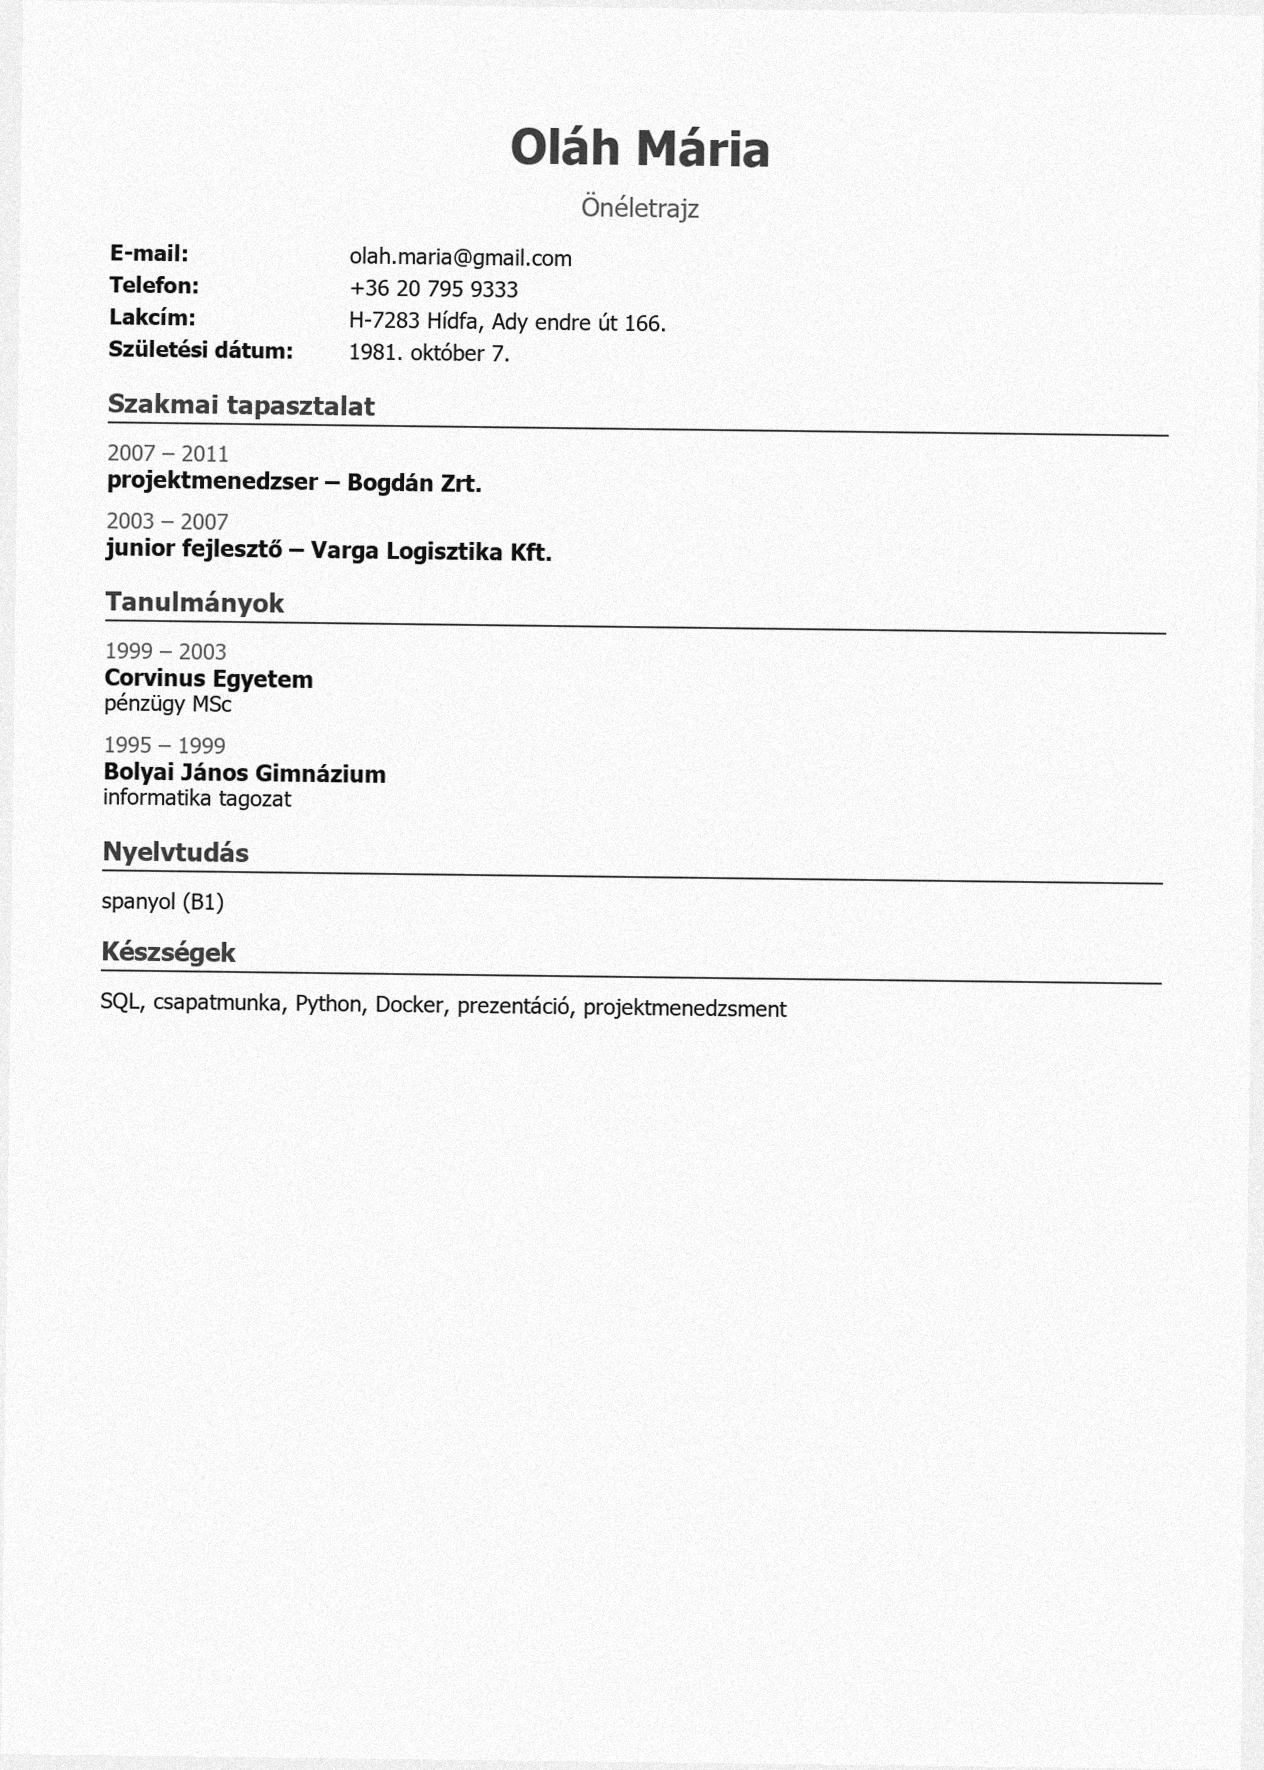 Oláh Mária
Önéletrajz
E-mail: olah.maria@gmail.com
Telefon: +36 20 795 9333
Lakcím: H-7283 Hídfa, Ady endre út 166.
Születési dátum: 1981. október 7.
Szakmai tapasztalat
2007 – 2011
projektmenedzser – Bogdán Zrt.
2003 – 2007
junior fejlesztő – Varga Logisztika Kft.
Tanulmányok
1999 – 2003
Corvinus Egyetem
pénzügy MSc
1995 – 1999
Bolyai János Gimnázium
informatika tagozat
Nyelvtudás
spanyol (B1)
Készségek
SQL, csapatmunka, Python, Docker, prezentáció, projektmenedzsment